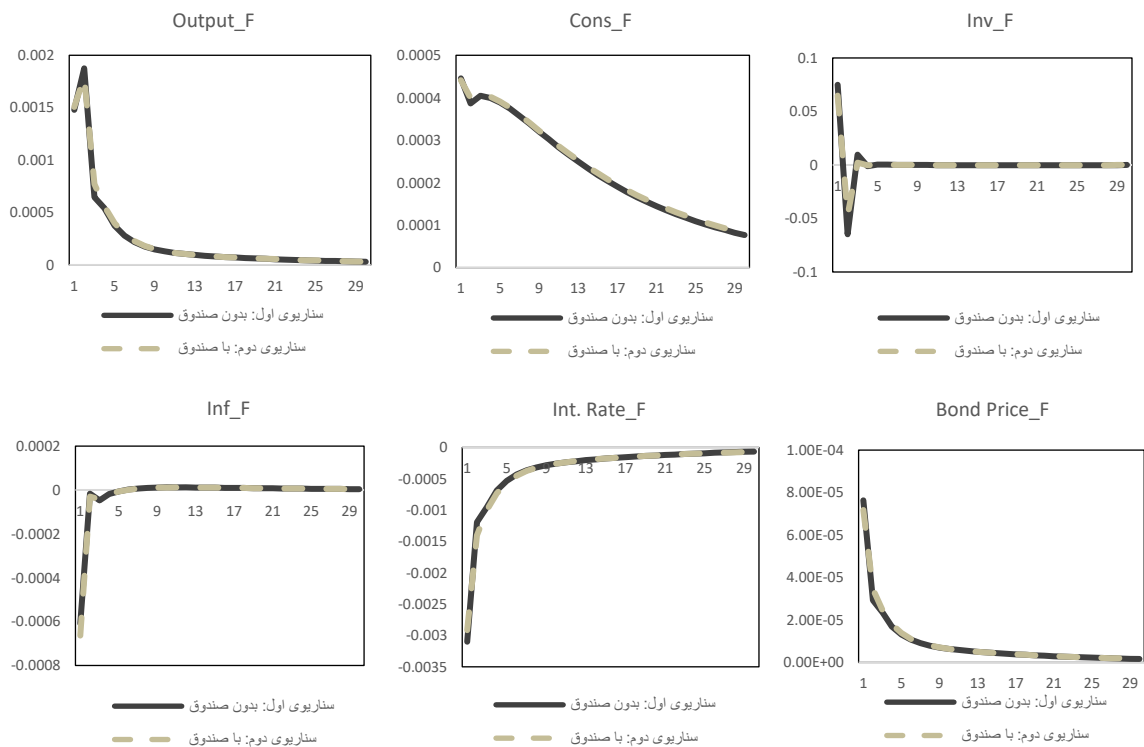 Output_F
0.002
0.0015
0.001
0.0005
0
1 5 9 13 17 21 25 29
سناریوی اول: بدون صندوق
سناریوی دوم: با صندوق
Cons_F
0.0005
0.0004
0.0003
0.0002
0.0001
0
1 5 9 13 17 21 25 29
سناریوی اول: بدون صندوق
سناریوی دوم: با صندوق
Inv_F
0.1
0.05
0
-0.05
-0.1
1 5 9 13 17 21 25 29
سناریوی اول: بدون صندوق
سناریوی دوم: با صندوق
Inf_F
0.0002
0
-0.0002
-0.0004
-0.0006
-0.0008
1 5 9 13 17 21 25 29
سناریوی اول: بدون صندوق
سناریوی دوم: با صندوق
Int. Rate_F
0
-0.0005
-0.001
-0.0015
-0.002
-0.0025
-0.003
-0.0035
1 5 9 13 17 21 25 29
سناریوی اول: بدون صندوق
سناریوی دوم: با صندوق
Bond Price_F
1.00E-04
8.00E-05
6.00E-05
4.00E-05
2.00E-05
0.00E+00
1 5 9 13 17 21 25 29
سناریوی اول: بدون صندوق
سناریوی دوم: با صندوق